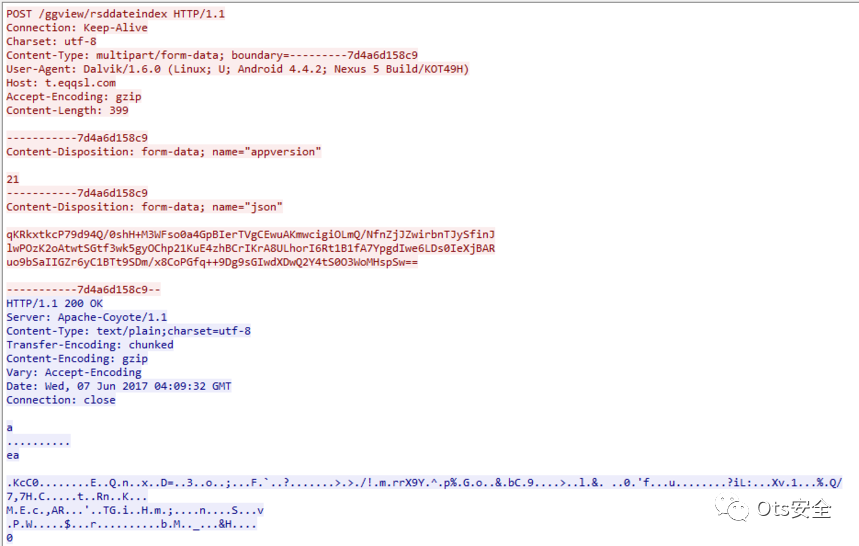 POST /ggview/rsddateindex HTTP/1.1
Connection: Keep-Alive
Charset: utf-8
Content-Type: multipart/form-data; boundary=---------7d4a6d158c9
User-Agent: Dalvik/1.6.0 (Linux; U; Android 4.4.2; Nexus 5 Build/KOT49H)
Host: t.eqqsl.com
Accept-Encoding: gzip
Content-Length: 399
-----------7d4a6d158c9
Content-Disposition: form-data; name="appversion"
21
-----------7d4a6d158c9
Content-Disposition: form-data; name="json"
qKRkxtkcP79d94Q/0shH+M3WFso0a4GpBIerTVgCEwuAKmwcigiOLmQ/NfnZjJZwirbnTJySfinJ
lwPOzK2oAtwtSGtf3wk5gyOChp21KuE4zhBCrIKrA8ULhorI6Rt1B1fA7YpgdIwe6LDs0IeXjBAR
uo9bSaIIGZr6yC1BTt9SDm/x8CoPGfq++9Dg9sGIwdXDwQ2Y4tS0O3WoMHspSw==
-----------7d4a6d158c9--
HTTP/1.1 200 OK
Server: Apache-Coyote/1.1
Content-Type: text/plain;charset=utf-8
Transfer-Encoding: chunked
Content-Encoding: gzip
Vary: Accept-Encoding
Date: Wed, 07 Jun 2017 04:09:32 GMT
Connection: close
a
..........
ea
.KcC0........E..Q.n..x..D=..3..o..;...F.`..?.......>.>./!.m.rrX9Y.^.p%.G.o..&.bC.9....>..l.&. ..0.'f...u........?iL:...Xv.1...%.Q/
7,7H.C.....t..Rn..K...
M.E.c.,AR...'..TG.i..H.m.;....n....S...v
.P.W.....$...r..........b.M.._...&H....
0
Ots安全